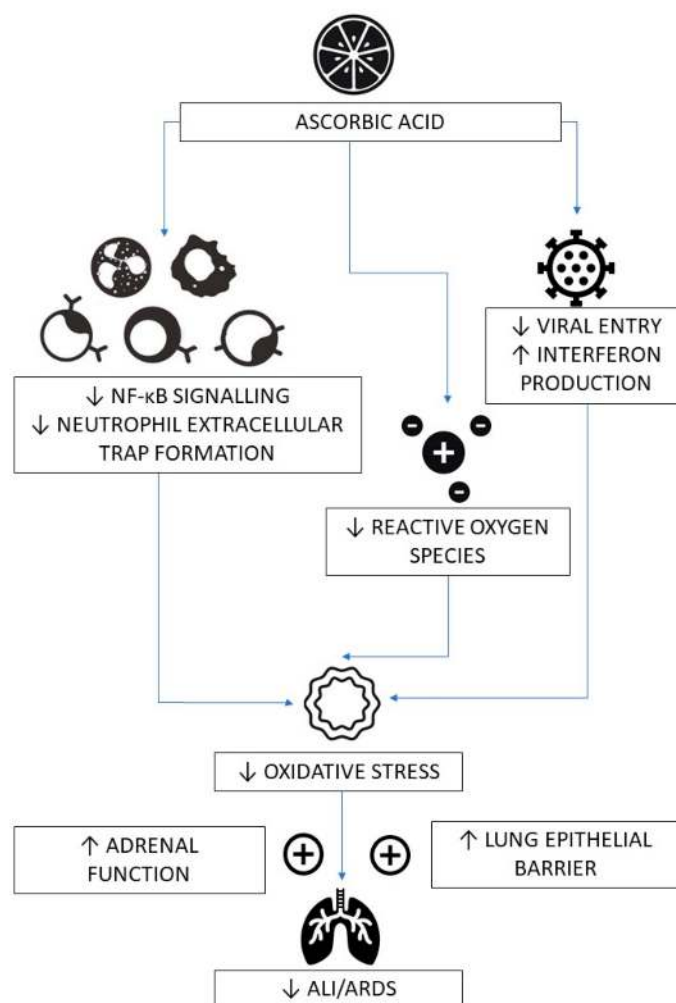 ASCORBIC ACID
↓ NF-κB SIGNALLING
↓ NEUTROPHIL EXTRACELLULAR
TRAP FORMATION
↓ VIRAL ENTRY
↑ INTERFERON
PRODUCTION
↓ REACTIVE OXYGEN
SPECIES
↓ OXIDATIVE STRESS
↑ ADRENAL
FUNCTION
↑ LUNG EPITHELIAL
BARRIER
↓ ALI/ARDS